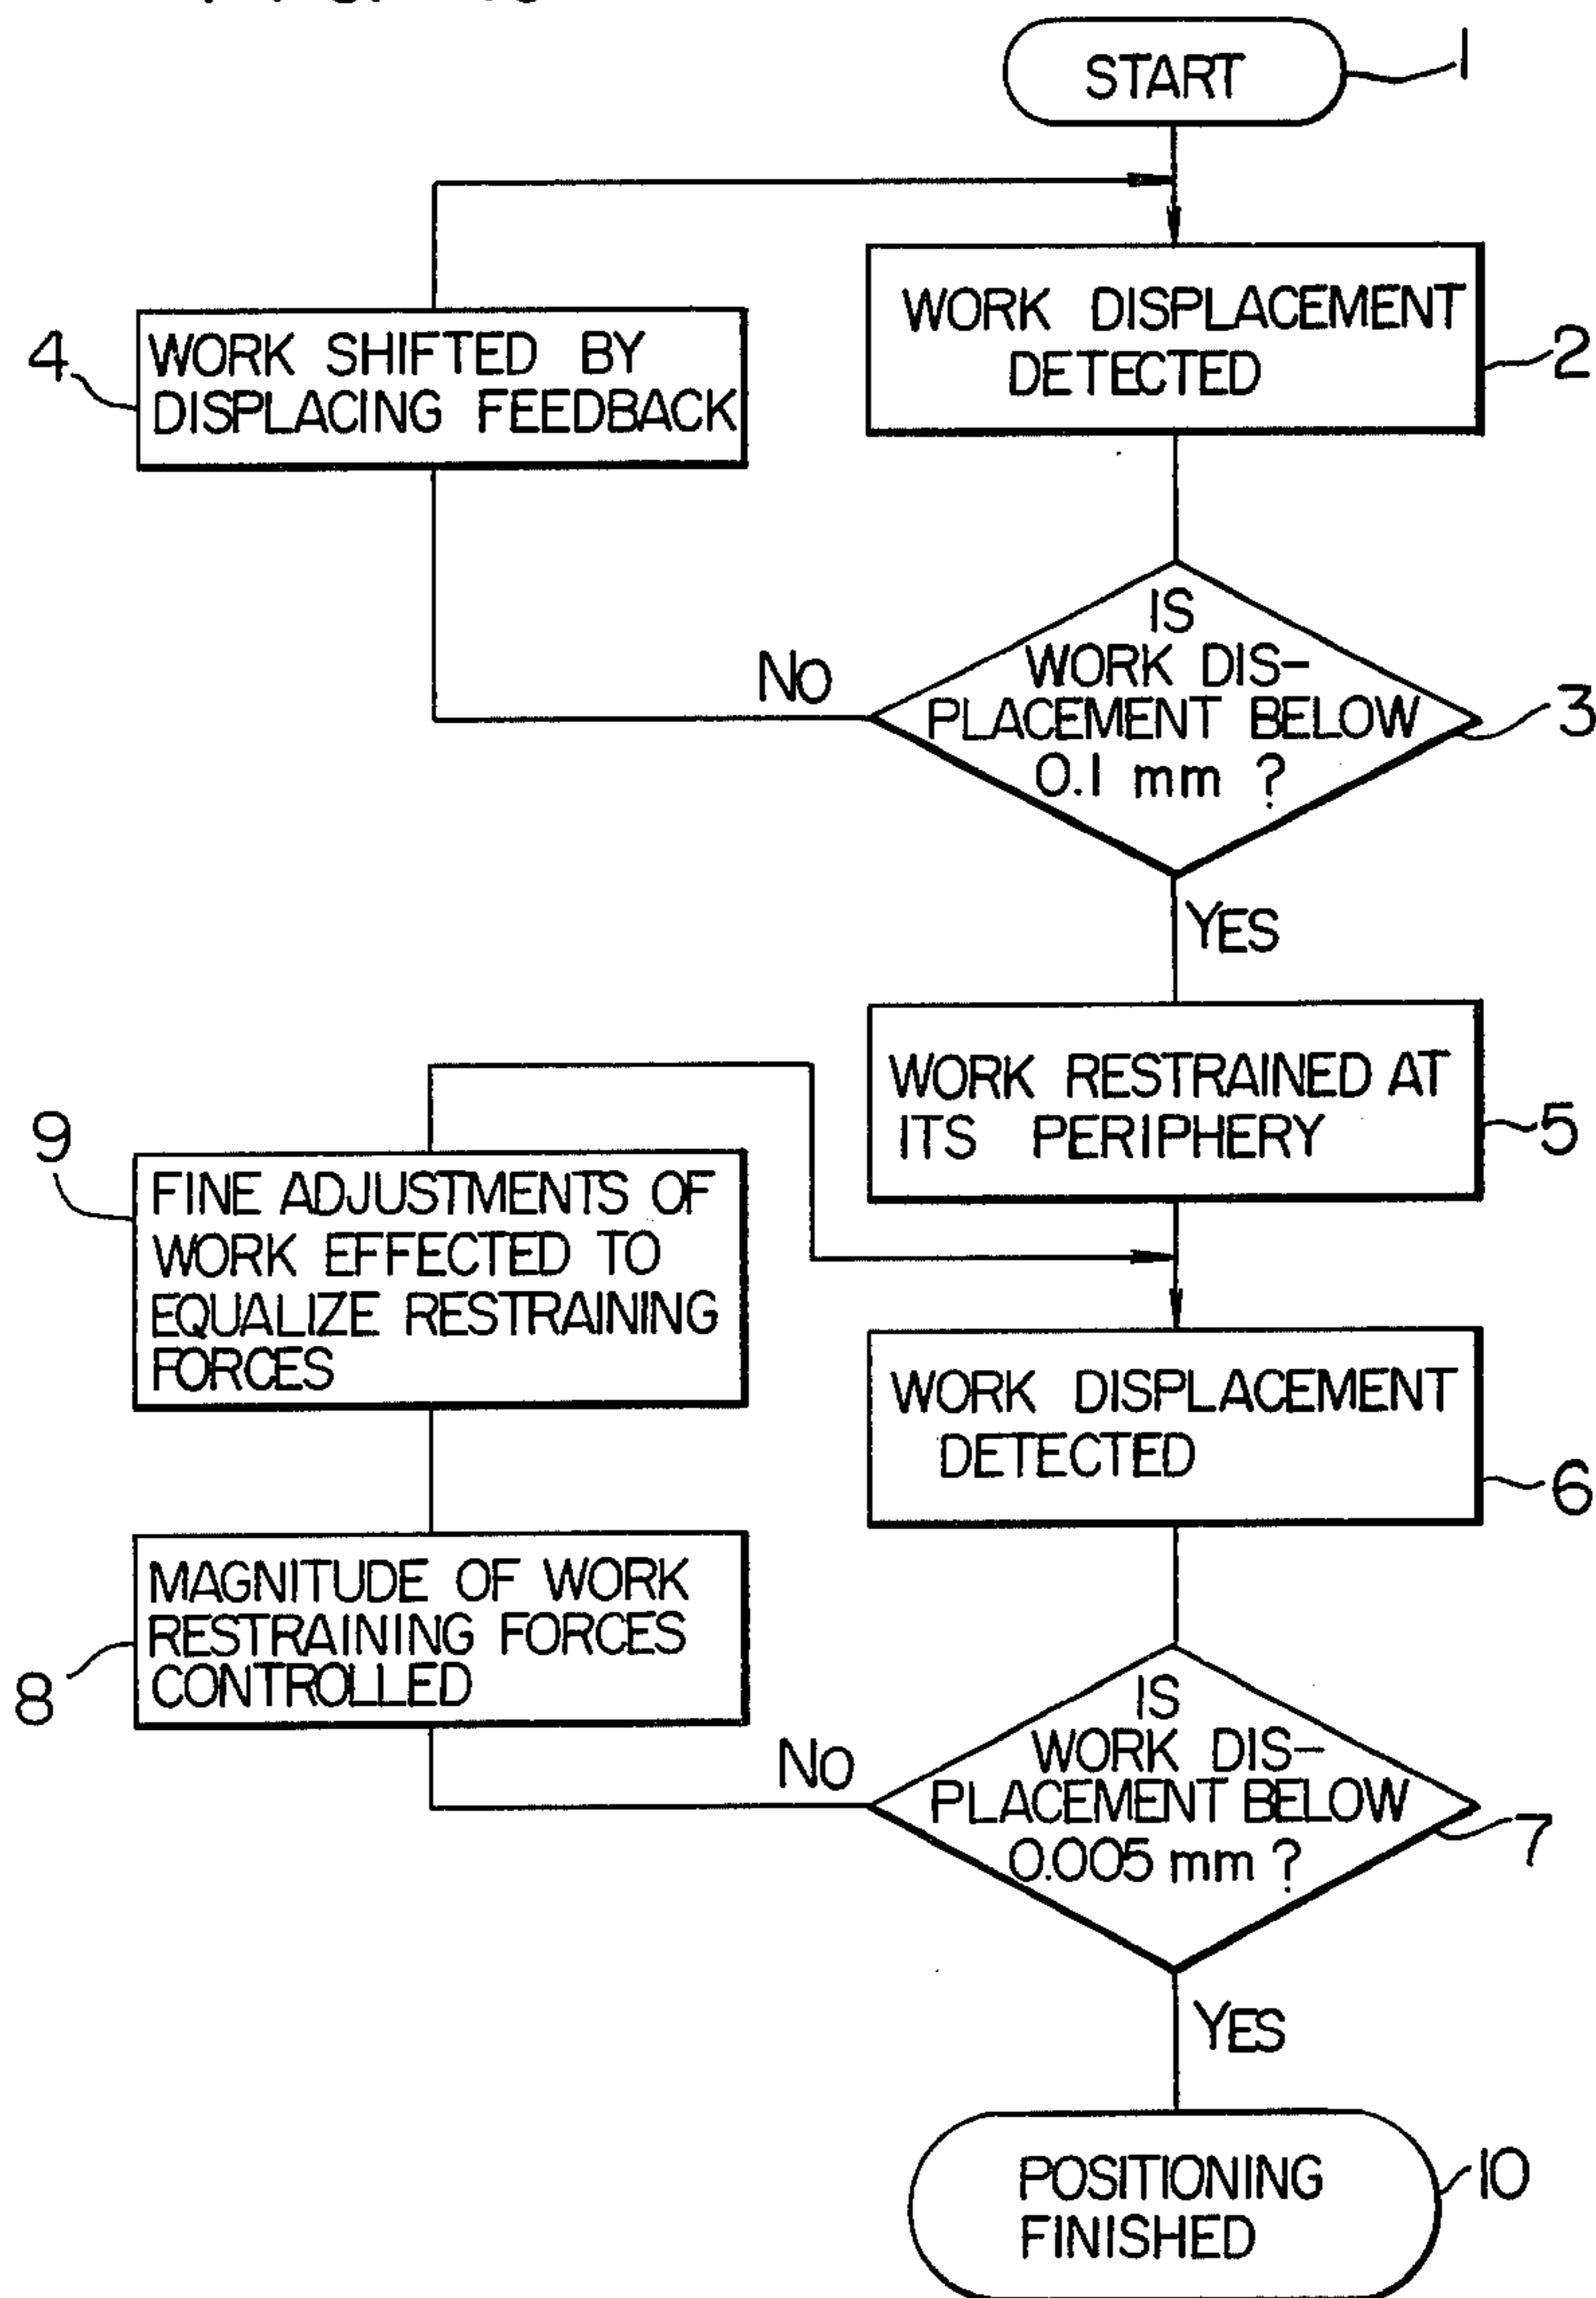 START
1
WORK DISPLACEMENT
DETECTED
2
4
WORK SHIFTED BY
DISPLACING FEEDBACK
IS
WORK DIS-
PLACEMENT BELOW
0.1 mm ?
3
NO
YES
WORK RESTRAINED AT
ITS PERIPHERY
5
9
FINE ADJUSTMENTS OF
WORK EFFECTED TO
EQUALIZE RESTRAINING
FORCES
WORK DISPLACEMENT
DETECTED
6
8
MAGNITUDE OF WORK
RESTRAINING FORCES
CONTROLLED
NO
IS
WORK DIS-
PLACEMENT BELOW
0.005 mm ?
7
YES
POSITIONING
FINISHED
10